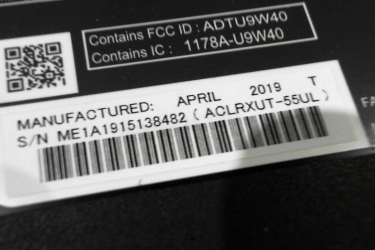 Contains FCC ID : ADTU9W40
Contains IC : 1178A-U9W40
MANUFACTURED: APRIL 2019 T
S/N ME1A1915138482 ( ACLRXUT-55UL )